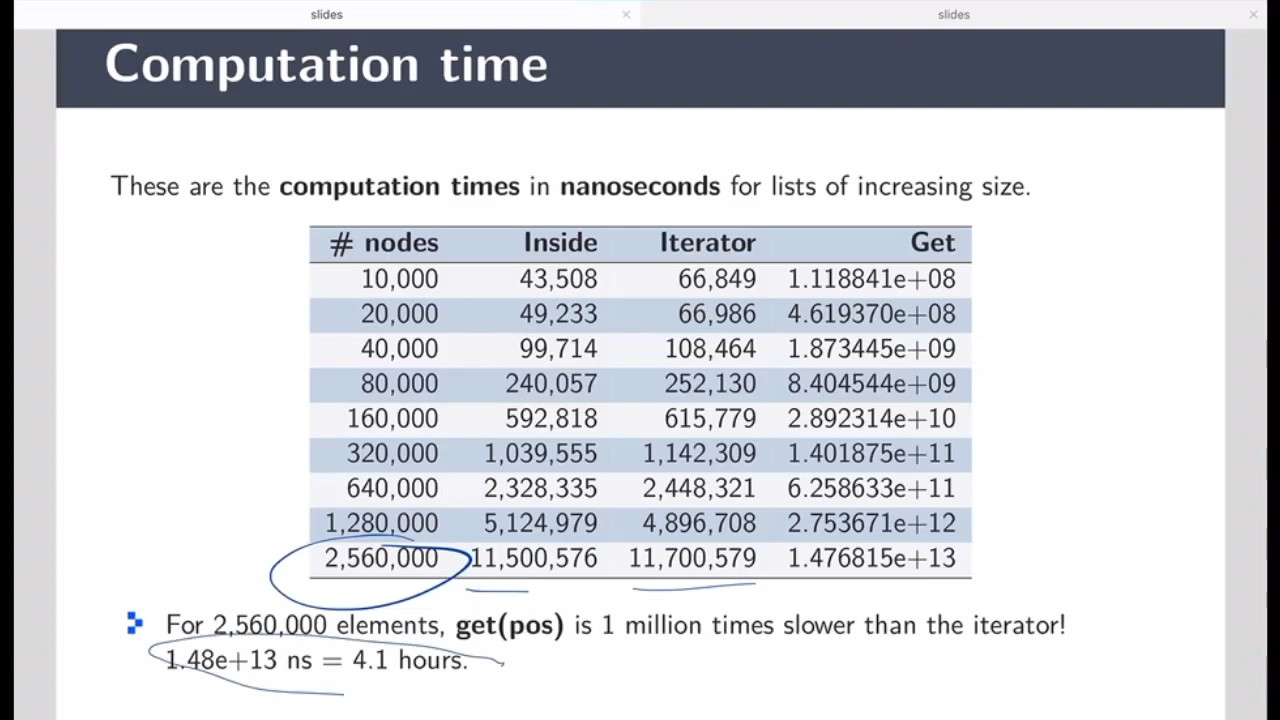 slides × slides ×
Computation time
These are the computation times in nanoseconds for lists of increasing size.
# nodes Inside Iterator Get
10,000 43,508 66,849 1.118841e+08
20,000 49,233 66,986 4.619370e+08
40,000 99,714 108,464 1.873445e+09
80,000 240,057 252,130 8.404544e+09
160,000 592,818 615,779 2.892314e+10
320,000 1,039,555 1,142,309 1.401875e+11
640,000 2,328,335 2,448,321 6.258633e+11
1,280,000 5,124,979 4,896,708 2.753671e+12
2,560,000 11,500,576 11,700,579 1.476815e+13
For 2,560,000 elements, get(pos) is 1 million times slower than the iterator!
1.48e+13 ns = 4.1 hours.